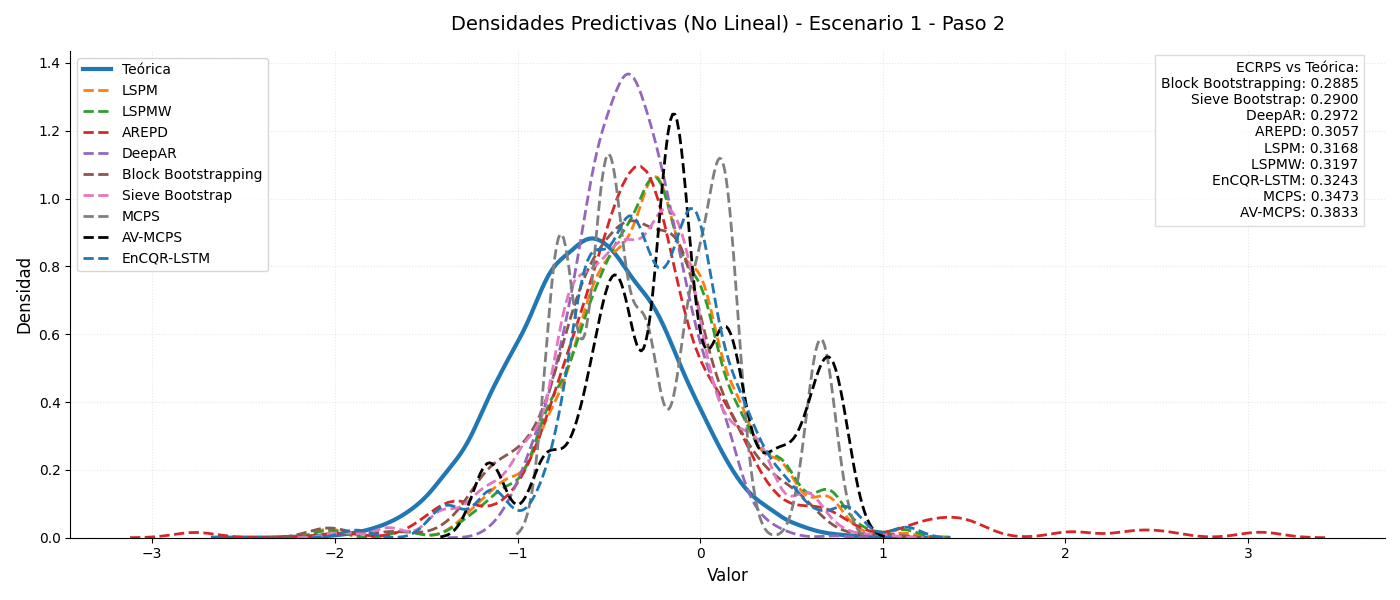 Densidades Predictivas (No Lineal) - Escenario 1 - Paso 2
Densidad
1.4
1.2
1.0
0.8
0.6
0.4
0.2
0.0
Teórica
LSPM
LSPMW
AREPD
DeepAR
Block Bootstrapping
Sieve Bootstrap
MCPS
AV-MCPS
EnCQR-LSTM
ECRPS vs Teórica:
Block Bootstrapping: 0.2885
Sieve Bootstrap: 0.2900
DeepAR: 0.2972
AREPD: 0.3057
LSPM: 0.3168
LSPMW: 0.3197
EnCQR-LSTM: 0.3243
MCPS: 0.3473
AV-MCPS: 0.3833
−3 −2 −1 0 1 2 3
Valor